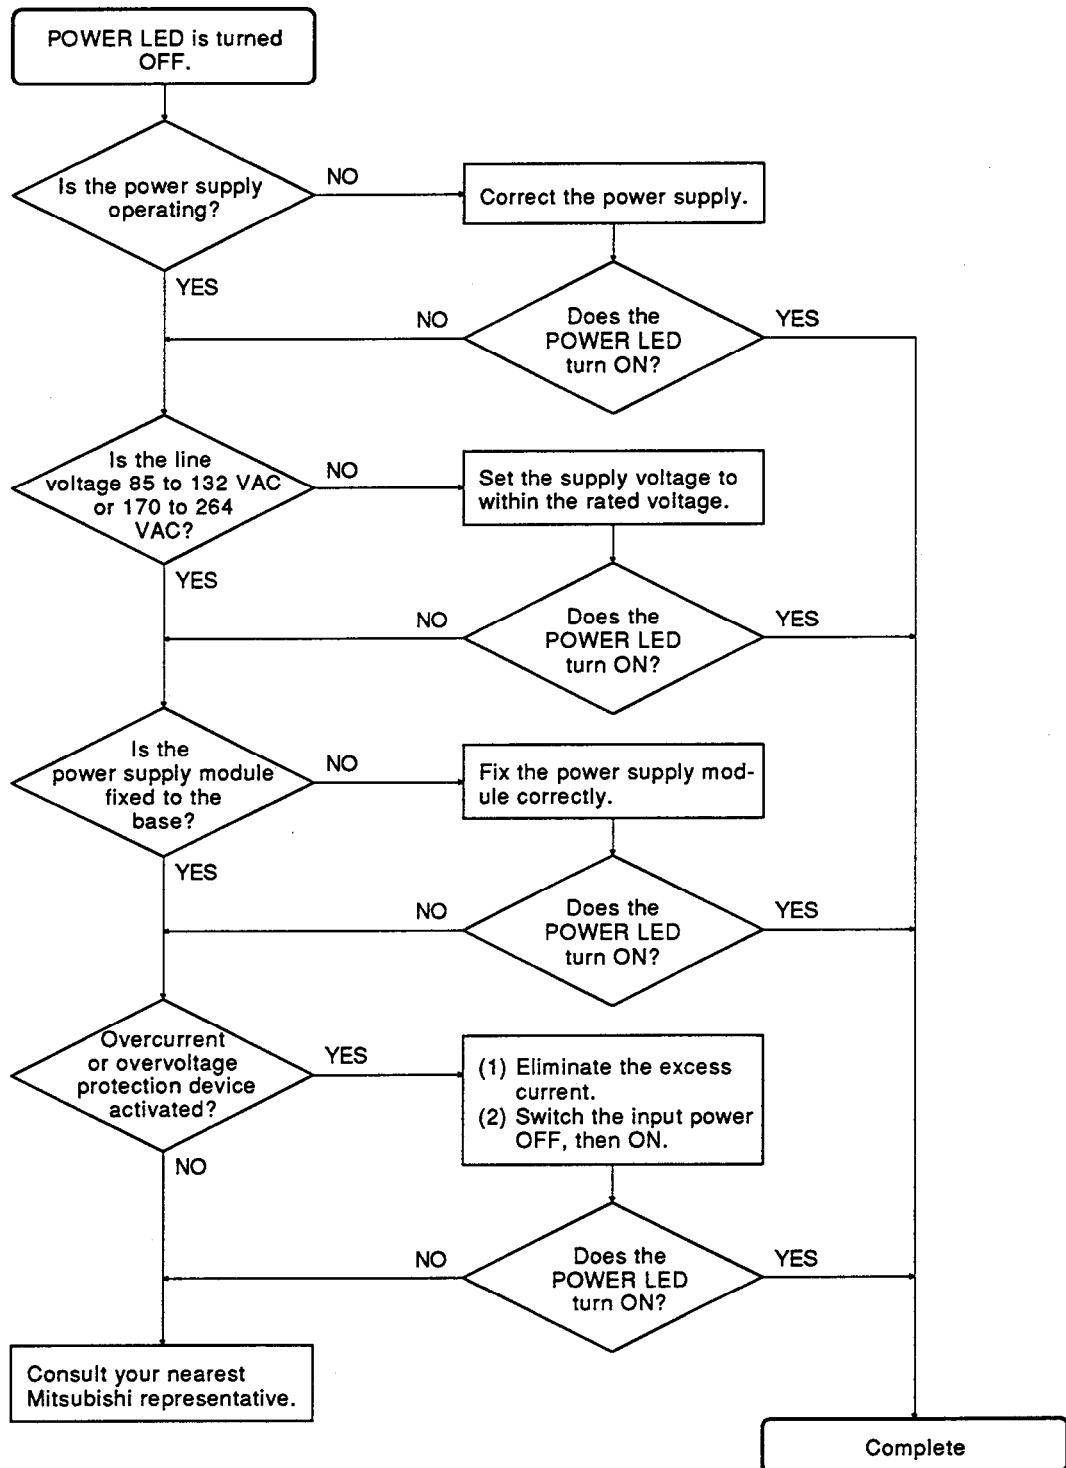 POWER LED is turned
OFF.
Is the power supply
operating?
NO
Correct the power supply.
YES
Does the
POWER LED
turn ON?
NO
YES
Is the line
voltage 85 to 132 VAC
or 170 to 264
VAC?
NO
Set the supply voltage to
within the rated voltage.
YES
Does the
POWER LED
turn ON?
NO
YES
Is the
power supply module
fixed to the
base?
NO
Fix the power supply mod-
ule correctly.
YES
Does the
POWER LED
turn ON?
NO
YES
Overcurrent
or overvoltage
protection device
activated?
YES
(1) Eliminate the excess
current.
(2) Switch the input power
OFF, then ON.
NO
Does the
POWER LED
turn ON?
NO
YES
Consult your nearest
Mitsubishi representative.
Complete